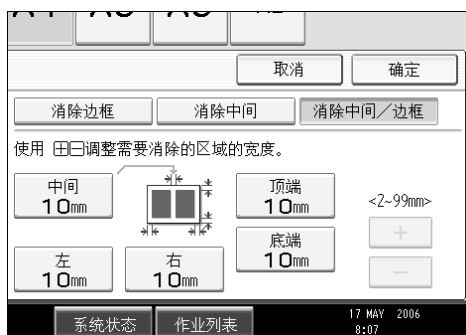 取消 确定
消除边框 消除中间 消除中间／边框
使用 ⊞⊟调整需要消除的区域的宽度。
中间 顶端
10mm 10mm <2~99mm>
底端
10mm
左 右
10mm 10mm
系统状态 作业列表 17 MAY 2006
8:07